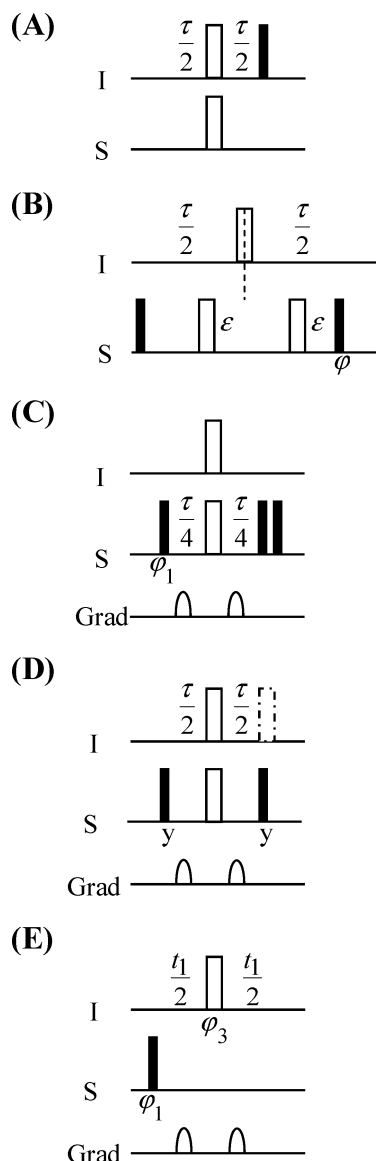 (A)
τ/2 τ/2
I
S
(B)
τ/2 τ/2
I
ε ε
S
φ
(C)
I
τ/4 τ/4
S
φ1
Grad
(D)
τ/2 τ/2
I
S
y y
Grad
(E)
t1/2 t1/2
I
φ3
S
φ1
Grad